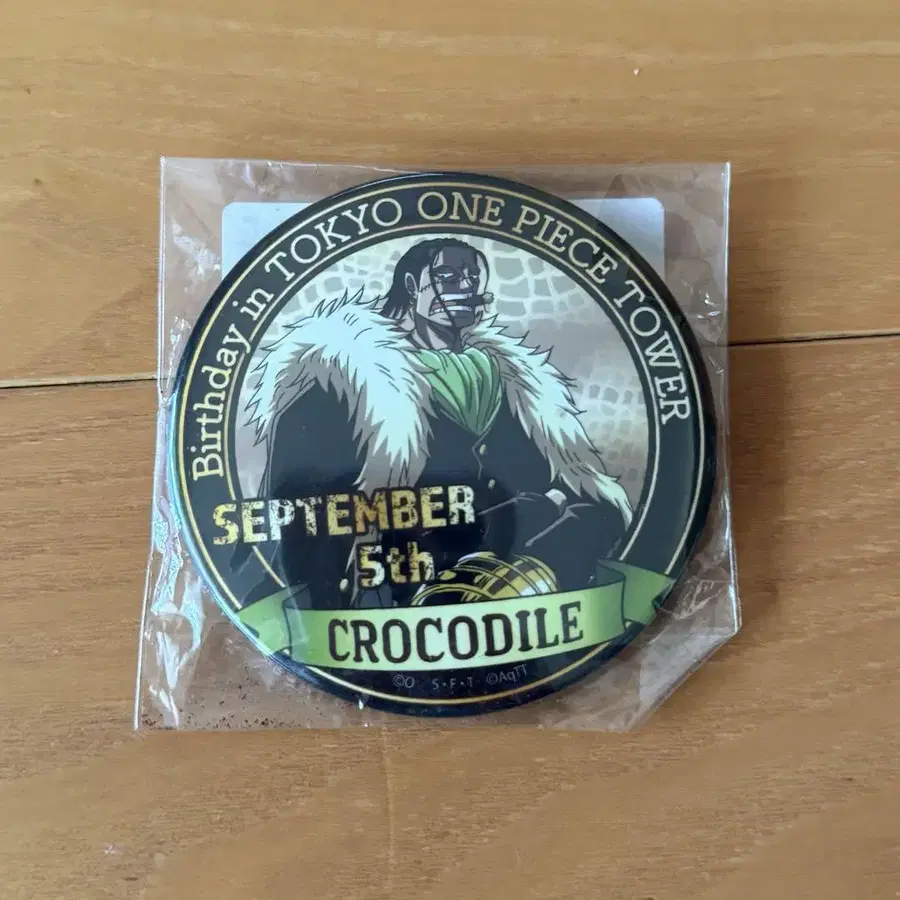 Birthday in TOKYO ONE PIECE TOWER
SEPTEMBER
5th
CROCODILE
©O S・F・T ©AqTT